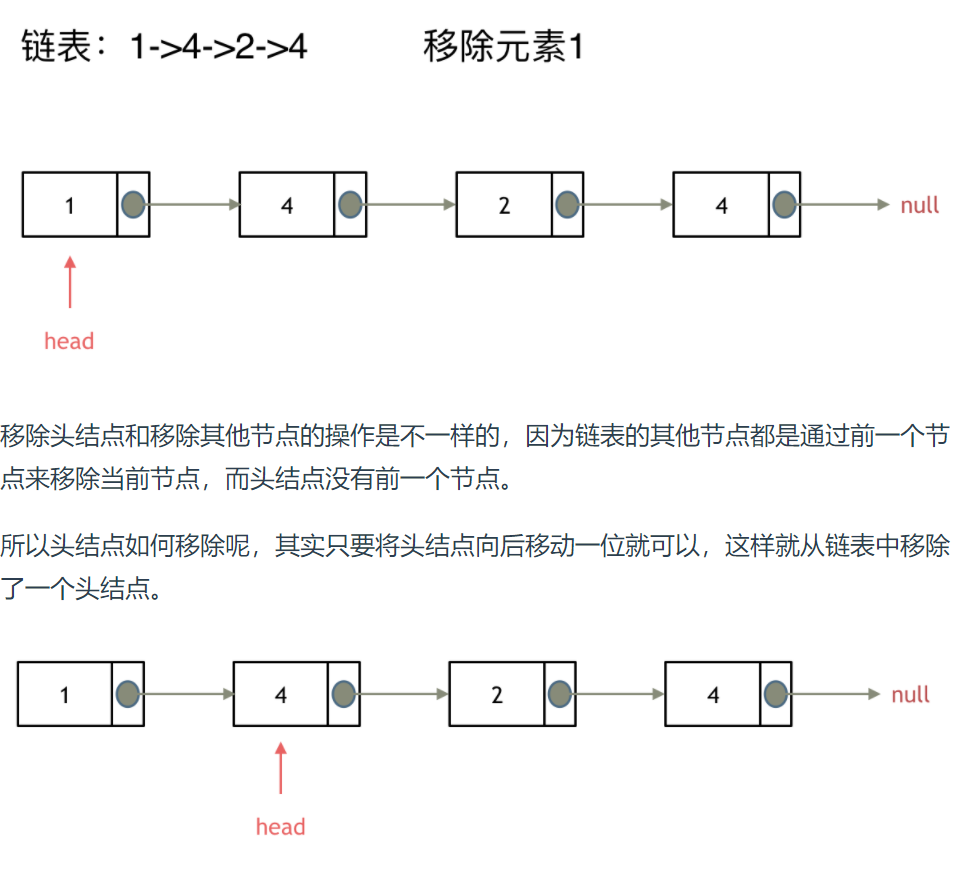 链表：1->4->2->4 移除元素1
1 4 2 4 null
head
移除头结点和移除其他节点的操作是不一样的，因为链表的其他节点都是通过前一个节
点来移除当前节点，而头结点没有前一个节点。
所以头结点如何移除呢，其实只要将头结点向后移动一位就可以，这样就从链表中移除
了一个头结点。
1 4 2 4 null
head